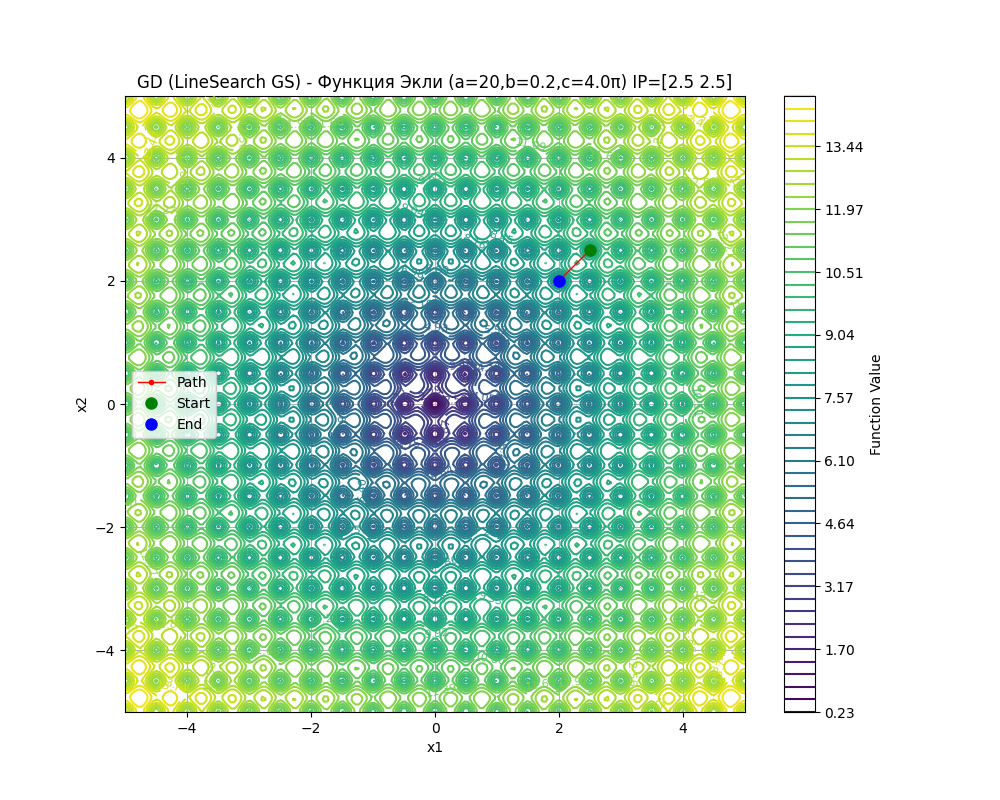 GD (LineSearch GS) - Функция Экли (a=20,b=0.2,c=4.0π) IP=[2.5 2.5]
x2
4
2
0
−2
−4
Path
Start
End
−4
−2
0
2
4
x1
13.44
11.97
10.51
9.04
7.57
6.10
4.64
3.17
1.70
0.23
Function Value